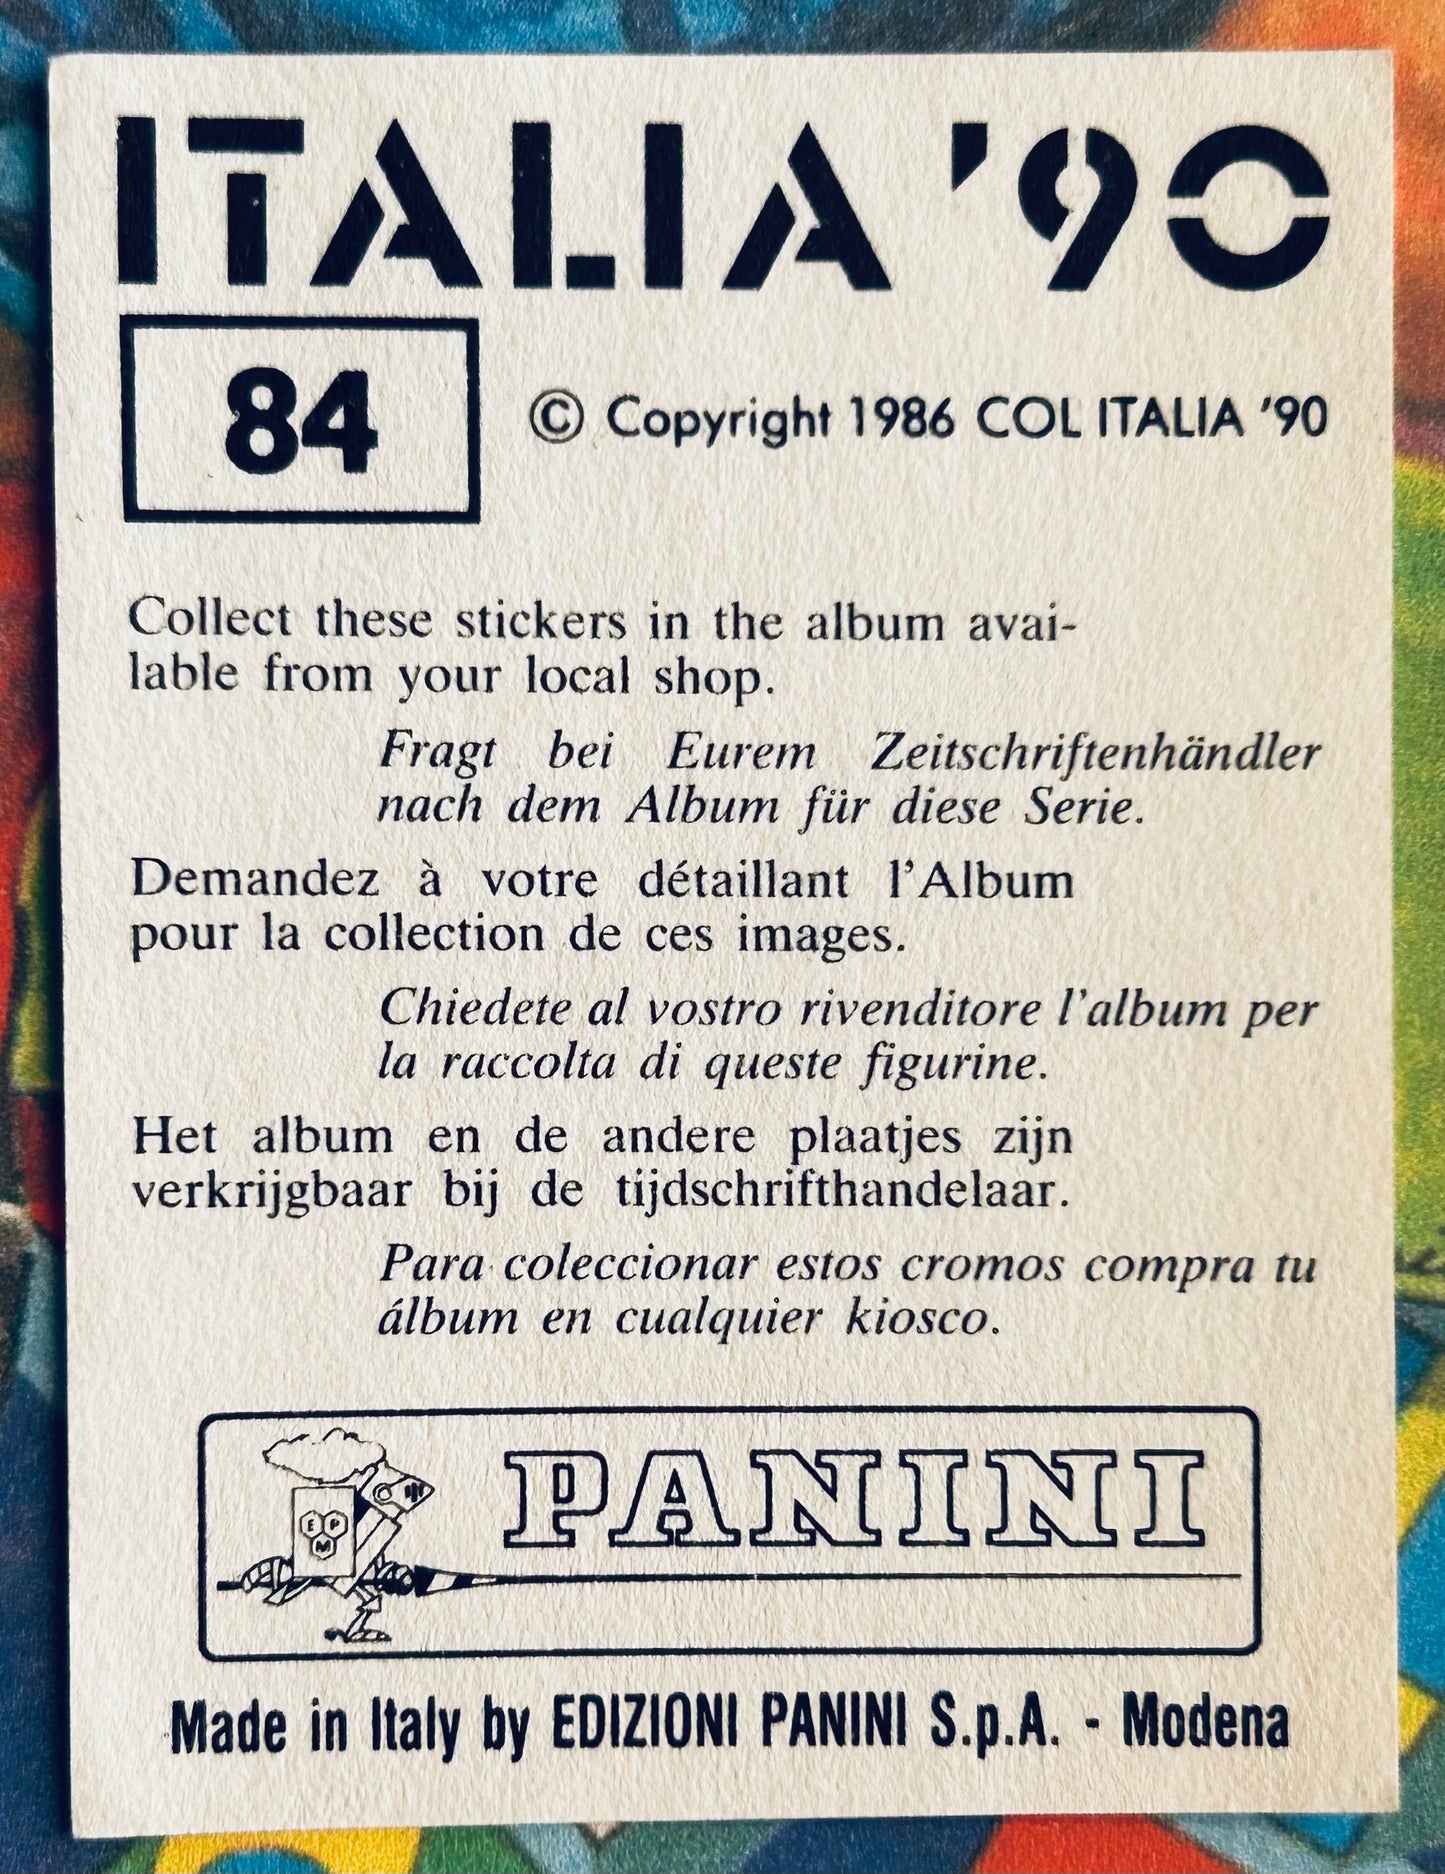 ITALIA '90
84
© Copyright 1986 COL ITALIA '90
Collect these stickers in the album avai-
lable from your local shop.
Fragt bei Eurem Zeitschriftenhändler
nach dem Album für diese Serie.
Demandez à votre détaillant l'Album
pour la collection de ces images.
Chiedete al vostro rivenditore l'album per
la raccolta di queste figurine.
Het album en de andere plaatjes zijn
verkrijgbaar bij de tijdschrifthandelaar.
Para coleccionar estos cromos compra tu
álbum en cualquier kiosco.
E P
M
PANINI
Made in Italy by EDIZIONI PANINI S.p.A. - Modena